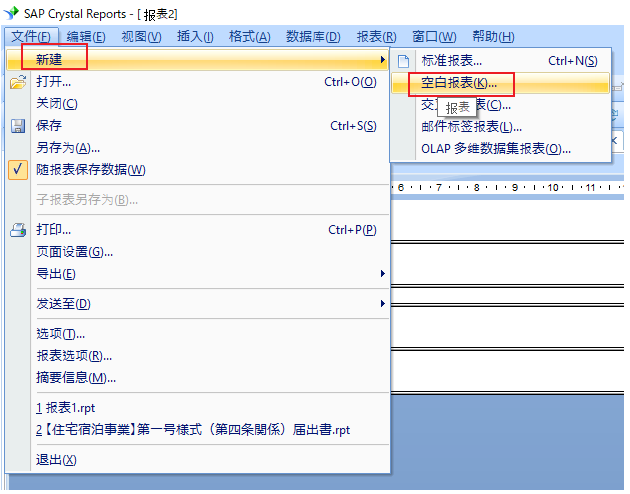 SAP Crystal Reports - [ 报表2]
文件(F) 编辑(E) 视图(V) 插入(I) 格式(A) 数据库(D) 报表(R) 窗口(W) 帮助(H)
新建
打开... Ctrl+O(O)
关闭(C)
保存 Ctrl+S(S)
另存为(A)...
随报表保存数据(W)
子报表另存为(B)...
打印... Ctrl+P(P)
页面设置(G)...
导出(E)
发送至(D)
选项(T)...
报表选项(R)...
摘要信息(M)...
1 报表1.rpt
2【住宅宿泊事業】第一号様式（第四条関係）届出書.rpt
退出(X)
标准报表... Ctrl+N(S)
空白报表(K)...
交 表(C)...
报表
邮件标签报表(L)...
OLAP 多维数据集报表(O)...
6 7 8 9 10 11